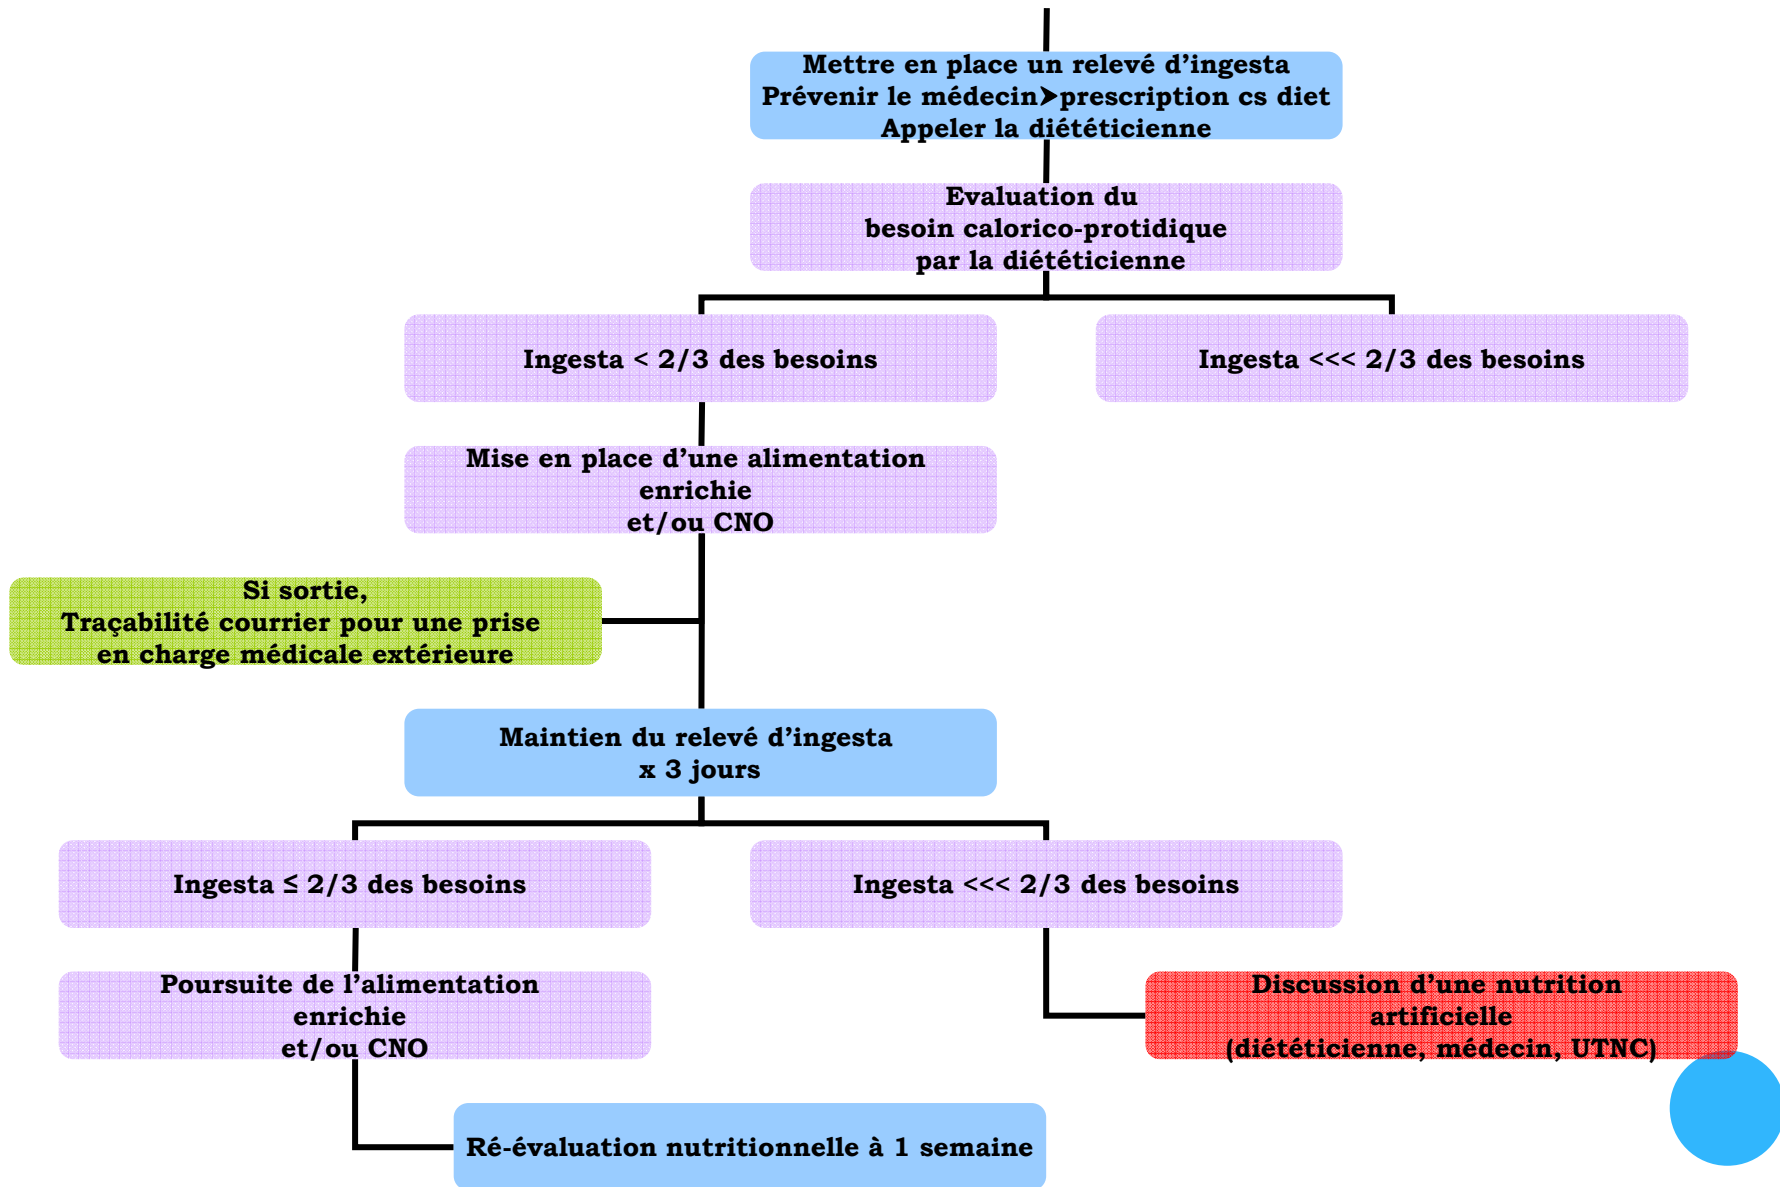 Mettre en place un relevé d'ingesta
Prévenir le médecin➤prescription cs diet
Appeler la diététicienne
Evaluation du
besoin calorico-protidique
par la diététicienne
Ingesta < 2/3 des besoins
Ingesta <<< 2/3 des besoins
Mise en place d'une alimentation
enrichie
et/ou CNO
Si sortie,
Traçabilité courrier pour une prise
en charge médicale extérieure
Maintien du relevé d'ingesta
x 3 jours
Ingesta ≤ 2/3 des besoins
Ingesta <<< 2/3 des besoins
Poursuite de l'alimentation
enrichie
et/ou CNO
Discussion d'une nutrition
artificielle
(diététicienne, médecin, UTNC)
Ré-évaluation nutritionnelle à 1 semaine